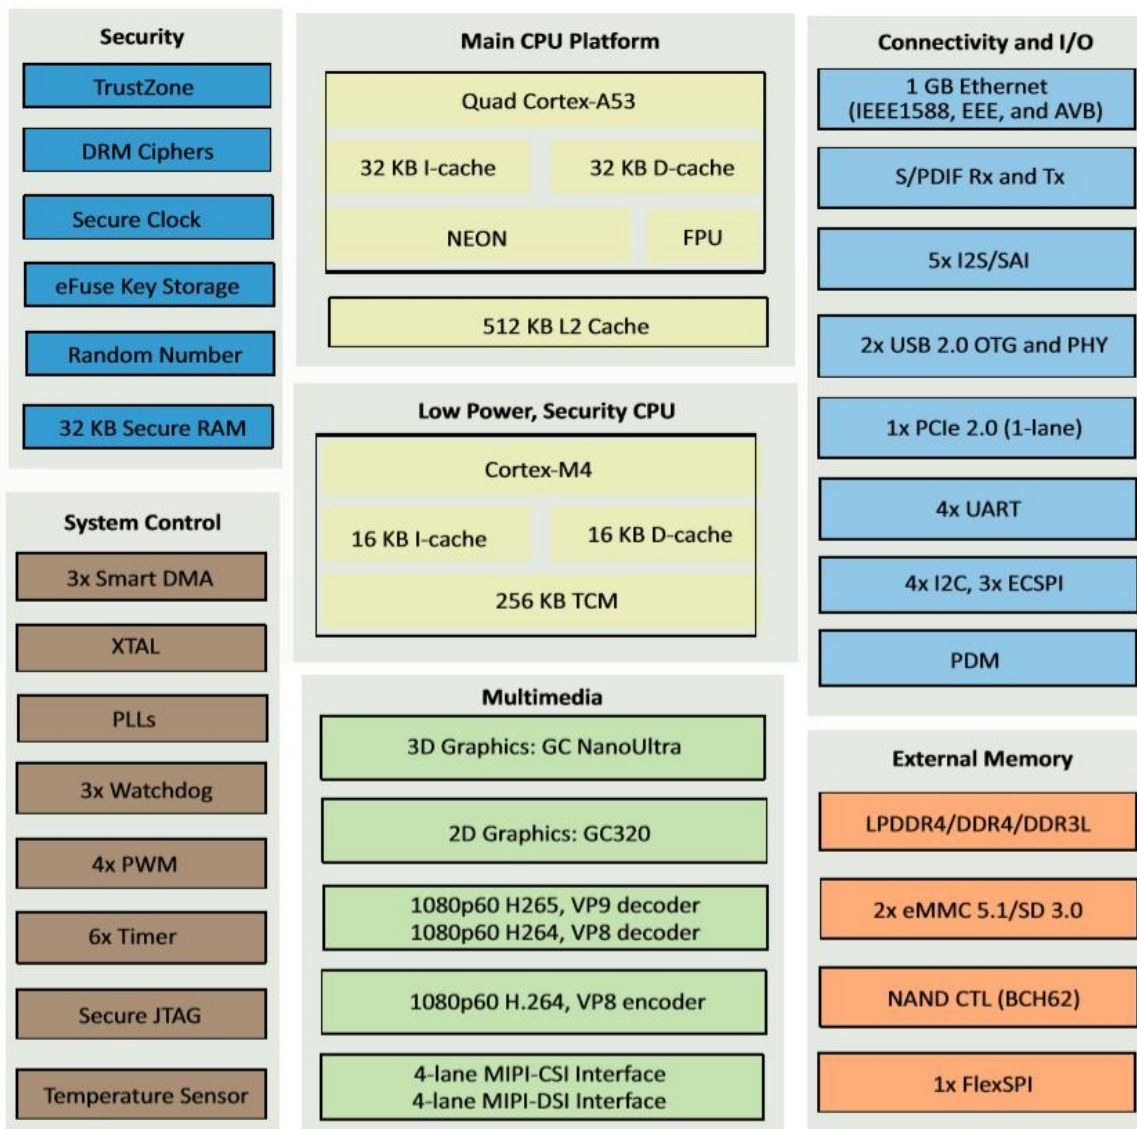 Security
TrustZone
DRM Ciphers
Secure Clock
eFuse Key Storage
Random Number
32 KB Secure RAM
System Control
3x Smart DMA
XTAL
PLLs
3x Watchdog
4x PWM
6x Timer
Secure JTAG
Temperature Sensor
Main CPU Platform
Quad Cortex-A53
32 KB I-cache
32 KB D-cache
NEON
FPU
512 KB L2 Cache
Low Power, Security CPU
Cortex-M4
16 KB I-cache
16 KB D-cache
256 KB TCM
Multimedia
3D Graphics: GC NanoUltra
2D Graphics: GC320
1080p60 H265, VP9 decoder
1080p60 H264, VP8 decoder
1080p60 H.264, VP8 encoder
4-lane MIPI-CSI Interface
4-lane MIPI-DSI Interface
Connectivity and I/O
1 GB Ethernet
(IEEE1588, EEE, and AVB)
S/PDIF Rx and Tx
5x I2S/SAI
2x USB 2.0 OTG and PHY
1x PCIe 2.0 (1-lane)
4x UART
4x I2C, 3x ECSPI
PDM
External Memory
LPDDR4/DDR4/DDR3L
2x eMMC 5.1/SD 3.0
NAND CTL (BCH62)
1x FlexSPI